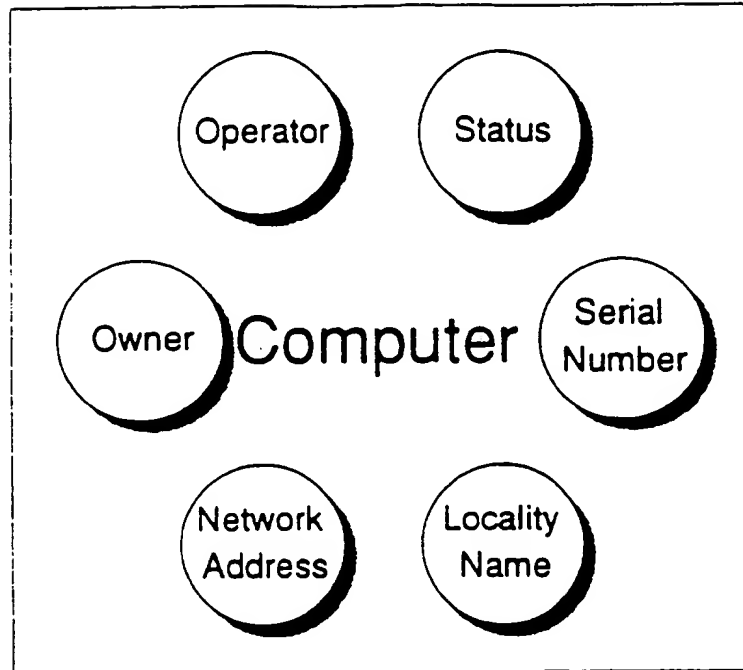 Operator
Status
Owner
Computer
Serial
Number
Network
Address
Locality
Name